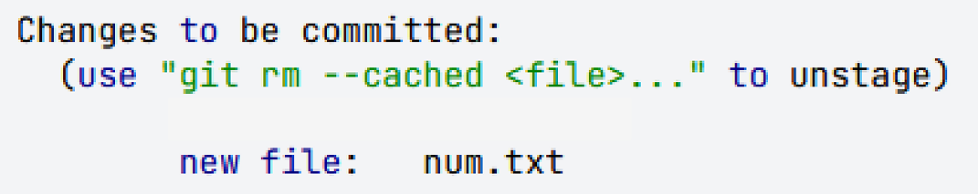 Changes to be committed:
  (use "git rm --cached <file>..." to unstage)
        new file:   num.txt